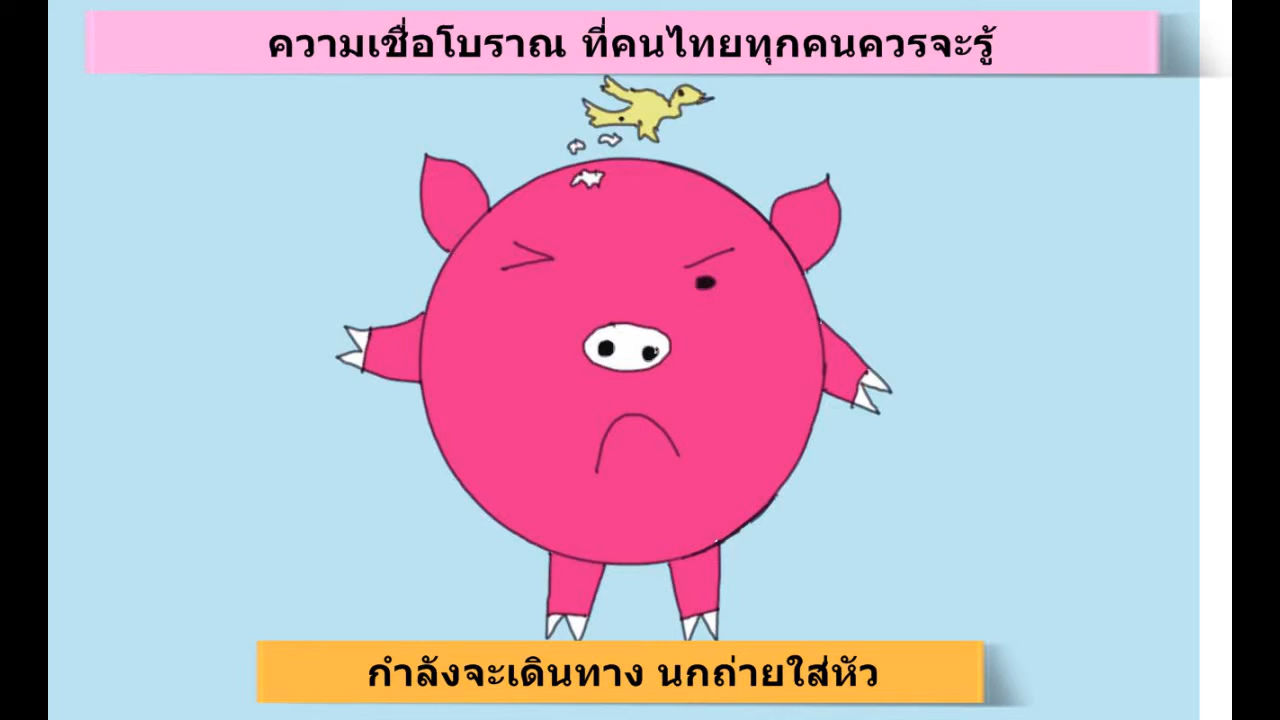 ความเชื่อโบราณ ที่คนไทยทุกคนควรจะรู้
กำลังจะเดินทาง นกถ่ายใส่หัว